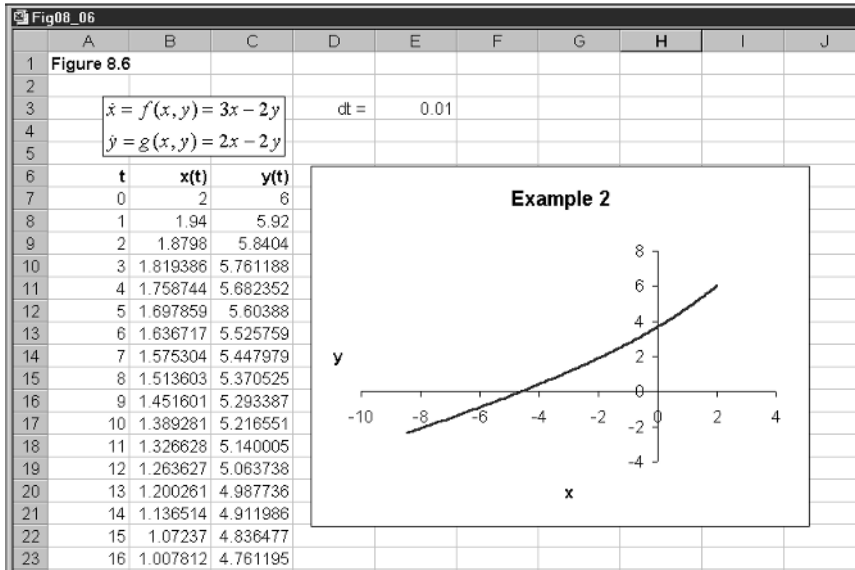 Fig08_06
A B C D E F G H I J
1 Figure 8.6
2
3 ẋ = f(x, y) = 3x − 2y dt = 0.01
4
5 ẏ = g(x, y) = 2x − 2y
6 t x(t) y(t)
7 0 2 6
8 1 1.94 5.92
9 2 1.8798 5.8404
10 3 1.819386 5.761188
11 4 1.758744 5.682352
12 5 1.697859 5.60388
13 6 1.636717 5.525759
14 7 1.575304 5.447979
15 8 1.513603 5.370525
16 9 1.451601 5.293387
17 10 1.389281 5.216551
18 11 1.326628 5.140005
19 12 1.263627 5.063738
20 13 1.200261 4.987736
21 14 1.136514 4.911986
22 15 1.07237 4.836477
23 16 1.007812 4.761195
Example 2
8
6
4
y
2
0
-10 -8 -6 -4 -2 0 2 4
-2
-4
x